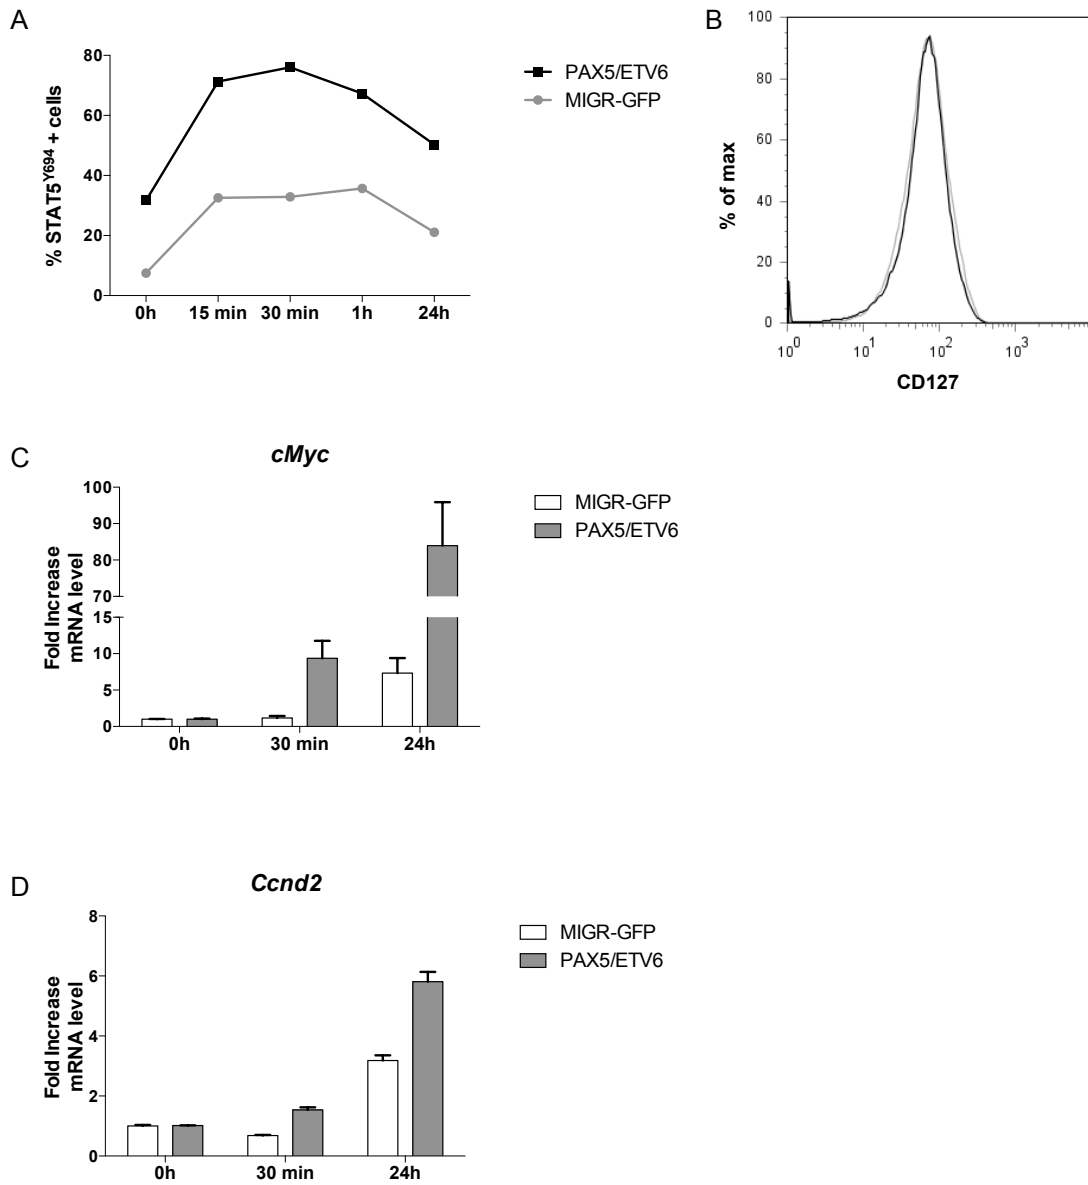 A
80
60
40
20
0
% STAT5^Y694 + cells
0h 15 min 30 min 1h 24h
PAX5/ETV6
MIGR-GFP
B
100
80
60
40
20
0
% of max
10^0 10^1 10^2 10^3
CD127
C
cMyc
100
90
80
70
15
10
5
0
Fold Increase
mRNA level
0h 30 min 24h
MIGR-GFP
PAX5/ETV6
D
Ccnd2
8
6
4
2
0
Fold Increase
mRNA level
0h 30 min 24h
MIGR-GFP
PAX5/ETV6